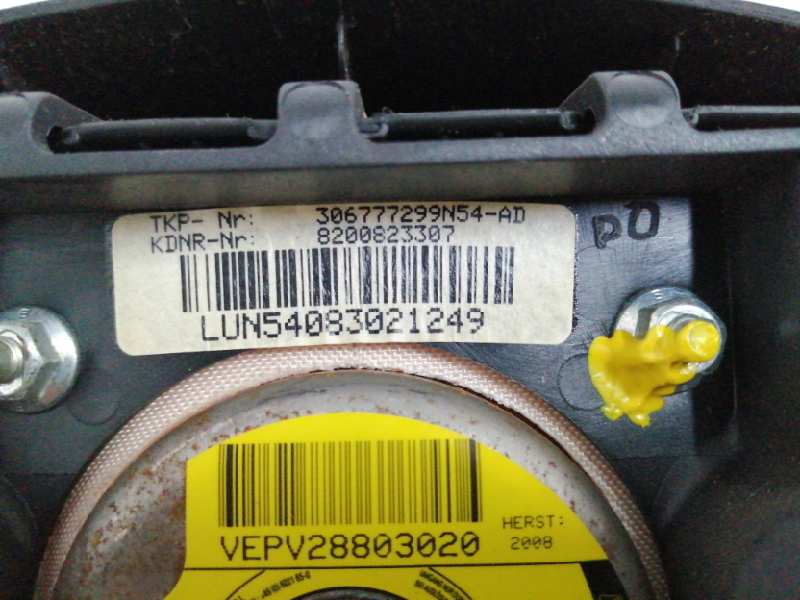 TKP- Nr: 306777299N54-AD
KDNR-Nr: 8200823307
PO
LUN54083021249
VEPV28803020
HERST:
2008